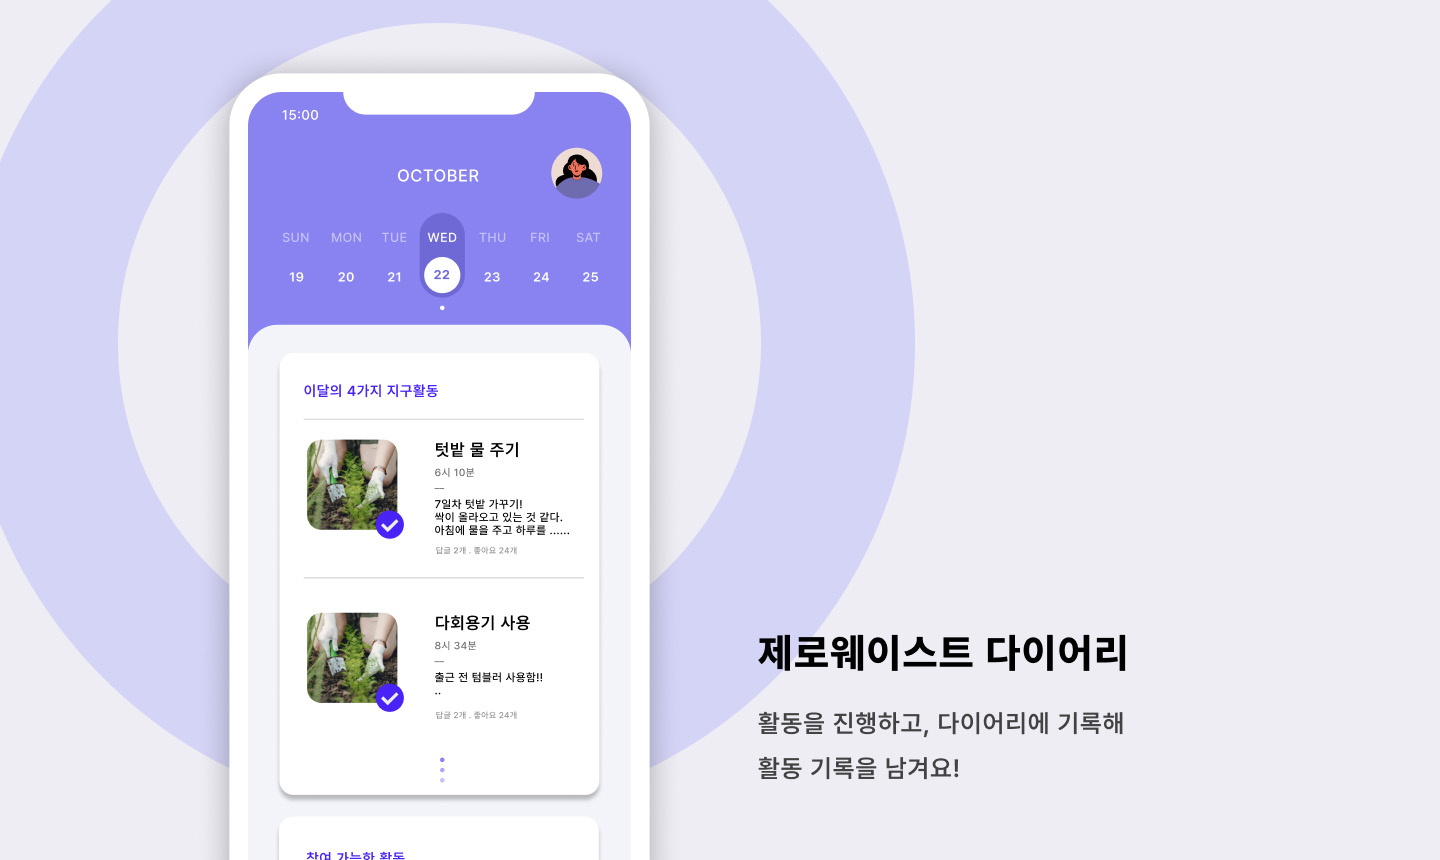 15:00
OCTOBER
SUN MON TUE WED THU FRI SAT
19 20 21 22 23 24 25
이달의 4가지 지구활동
텃밭 물 주기
6시 10분
—
7일차 텃밭 가꾸기!
싹이 올라오고 있는 것 같다.
아침에 물을 주고 하루를 ......
답글 2개 . 좋아요 24개
다회용기 사용
8시 34분
—
출근 전 텀블러 사용함!!
..
답글 2개 . 좋아요 24개
참여 가능한 활동
제로웨이스트 다이어리
활동을 진행하고, 다이어리에 기록해
활동 기록을 남겨요!